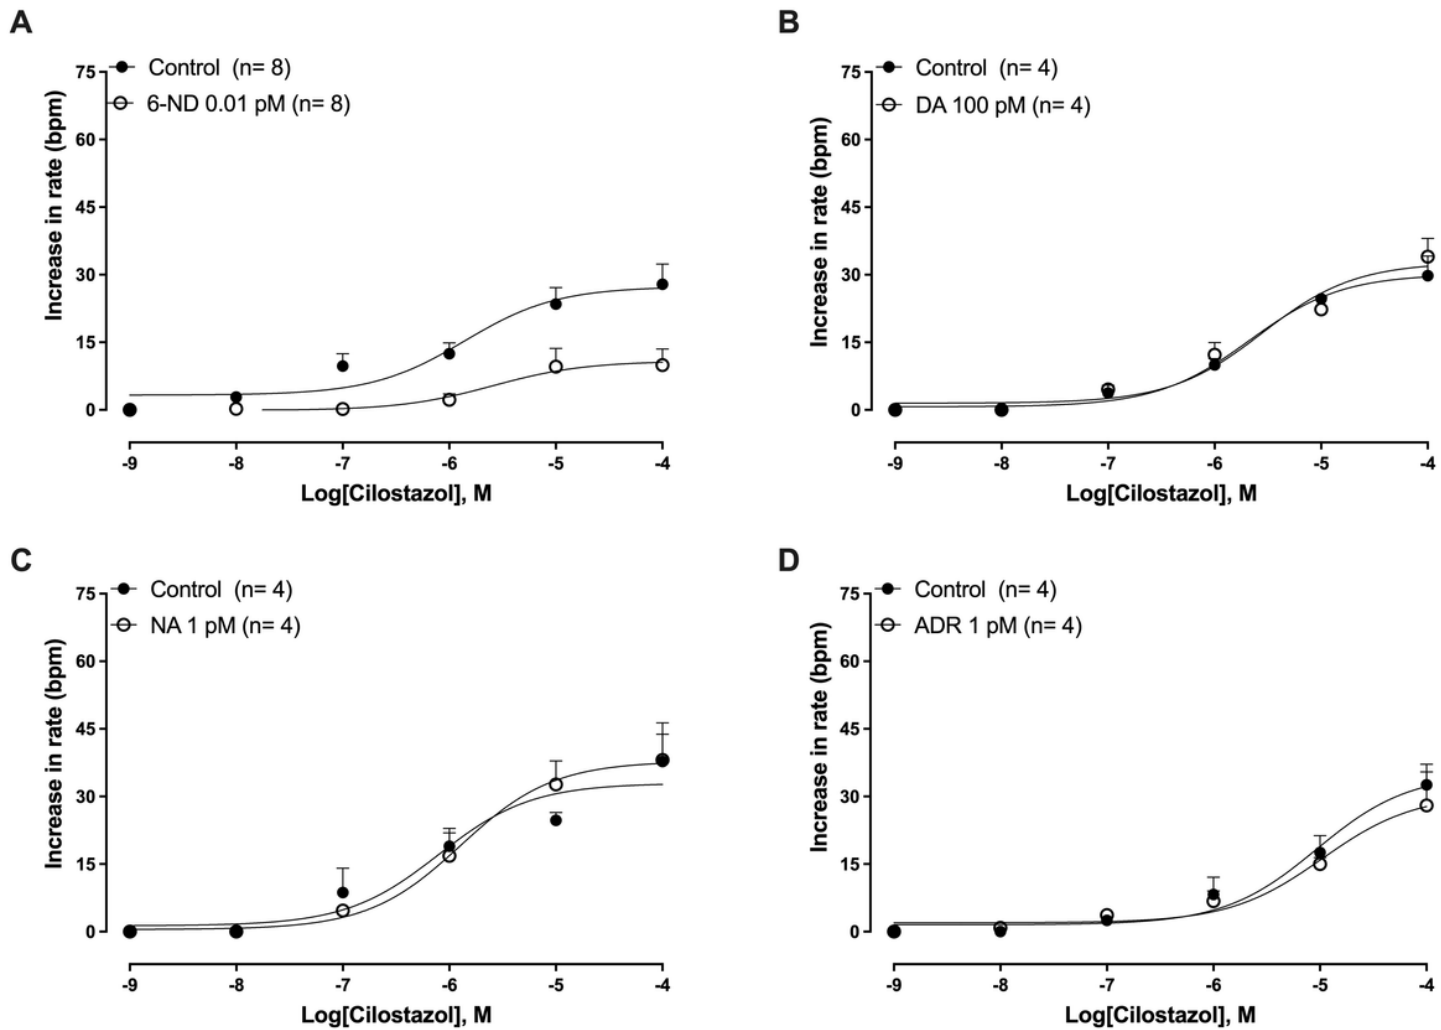 A
Control (n= 8)
6-ND 0.01 pM (n= 8)
Increase in rate (bpm)
75
60
45
30
15
0
-9 -8 -7 -6 -5 -4
Log[Cilostazol], M
B
Control (n= 4)
DA 100 pM (n= 4)
Increase in rate (bpm)
75
60
45
30
15
0
-9 -8 -7 -6 -5 -4
Log[Cilostazol], M
C
Control (n= 4)
NA 1 pM (n= 4)
Increase in rate (bpm)
75
60
45
30
15
0
-9 -8 -7 -6 -5 -4
Log[Cilostazol], M
D
Control (n= 4)
ADR 1 pM (n= 4)
Increase in rate (bpm)
75
60
45
30
15
0
-9 -8 -7 -6 -5 -4
Log[Cilostazol], M